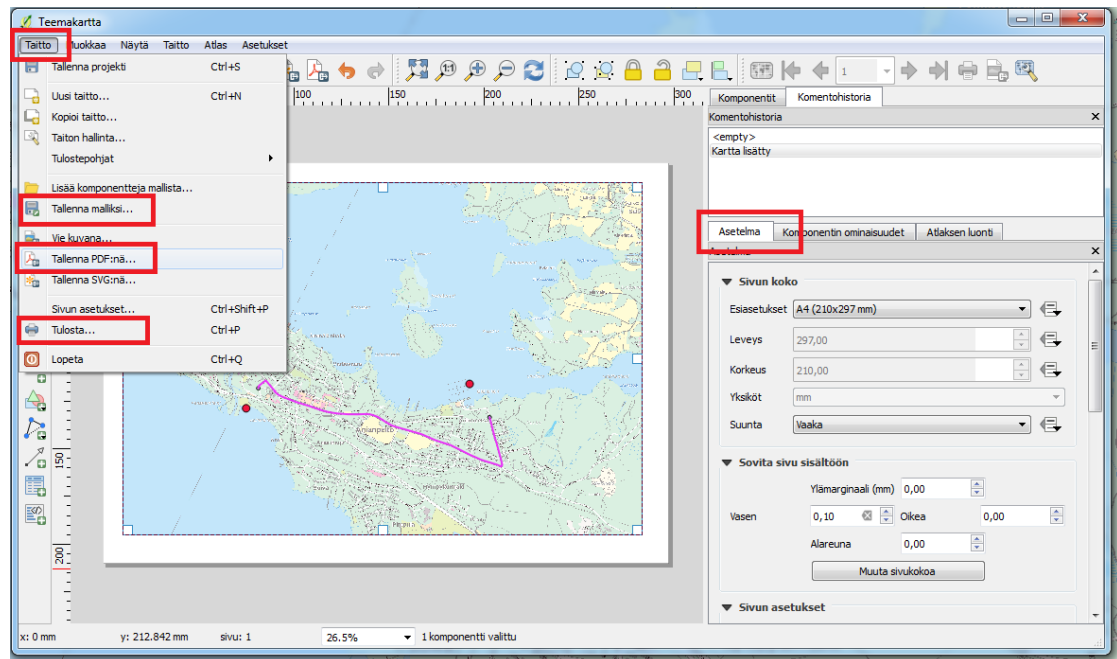 Teemakartta
Taitto Muokkaa Näytä Taitto Atlas Asetukset
Tallenna projekti Ctrl+S
Uusi taitto... Ctrl+N
Kopioi taitto...
Taiton hallinta...
Tulostepohjat
Lisää komponentteja mallista...
Tallenna malliksi...
Vie kuvana...
Tallenna PDF:nä...
Tallenna SVG:nä...
Sivun asetukset... Ctrl+Shift+P
Tulosta... Ctrl+P
Lopeta Ctrl+Q
1
100 150 200 250 300
150
200
Anianpelto
Komponentit Komentohistoria
Komentohistoria
<empty>
Kartta lisätty
Asetelma Komponentin ominaisuudet Atlaksen luonti
Asetelma
Sivun koko
Esiasetukset A4 (210x297 mm)
Leveys 297,00
Korkeus 210,00
Yksiköt mm
Suunta Vaaka
Sovita sivu sisältöön
Ylämarginaali (mm) 0,00
Vasen 0,10 Oikea 0,00
Alareuna 0,00
Muuta sivukokoa
Sivun asetukset
x: 0 mm y: 212.842 mm sivu: 1 26.5% 1 komponentti valittu